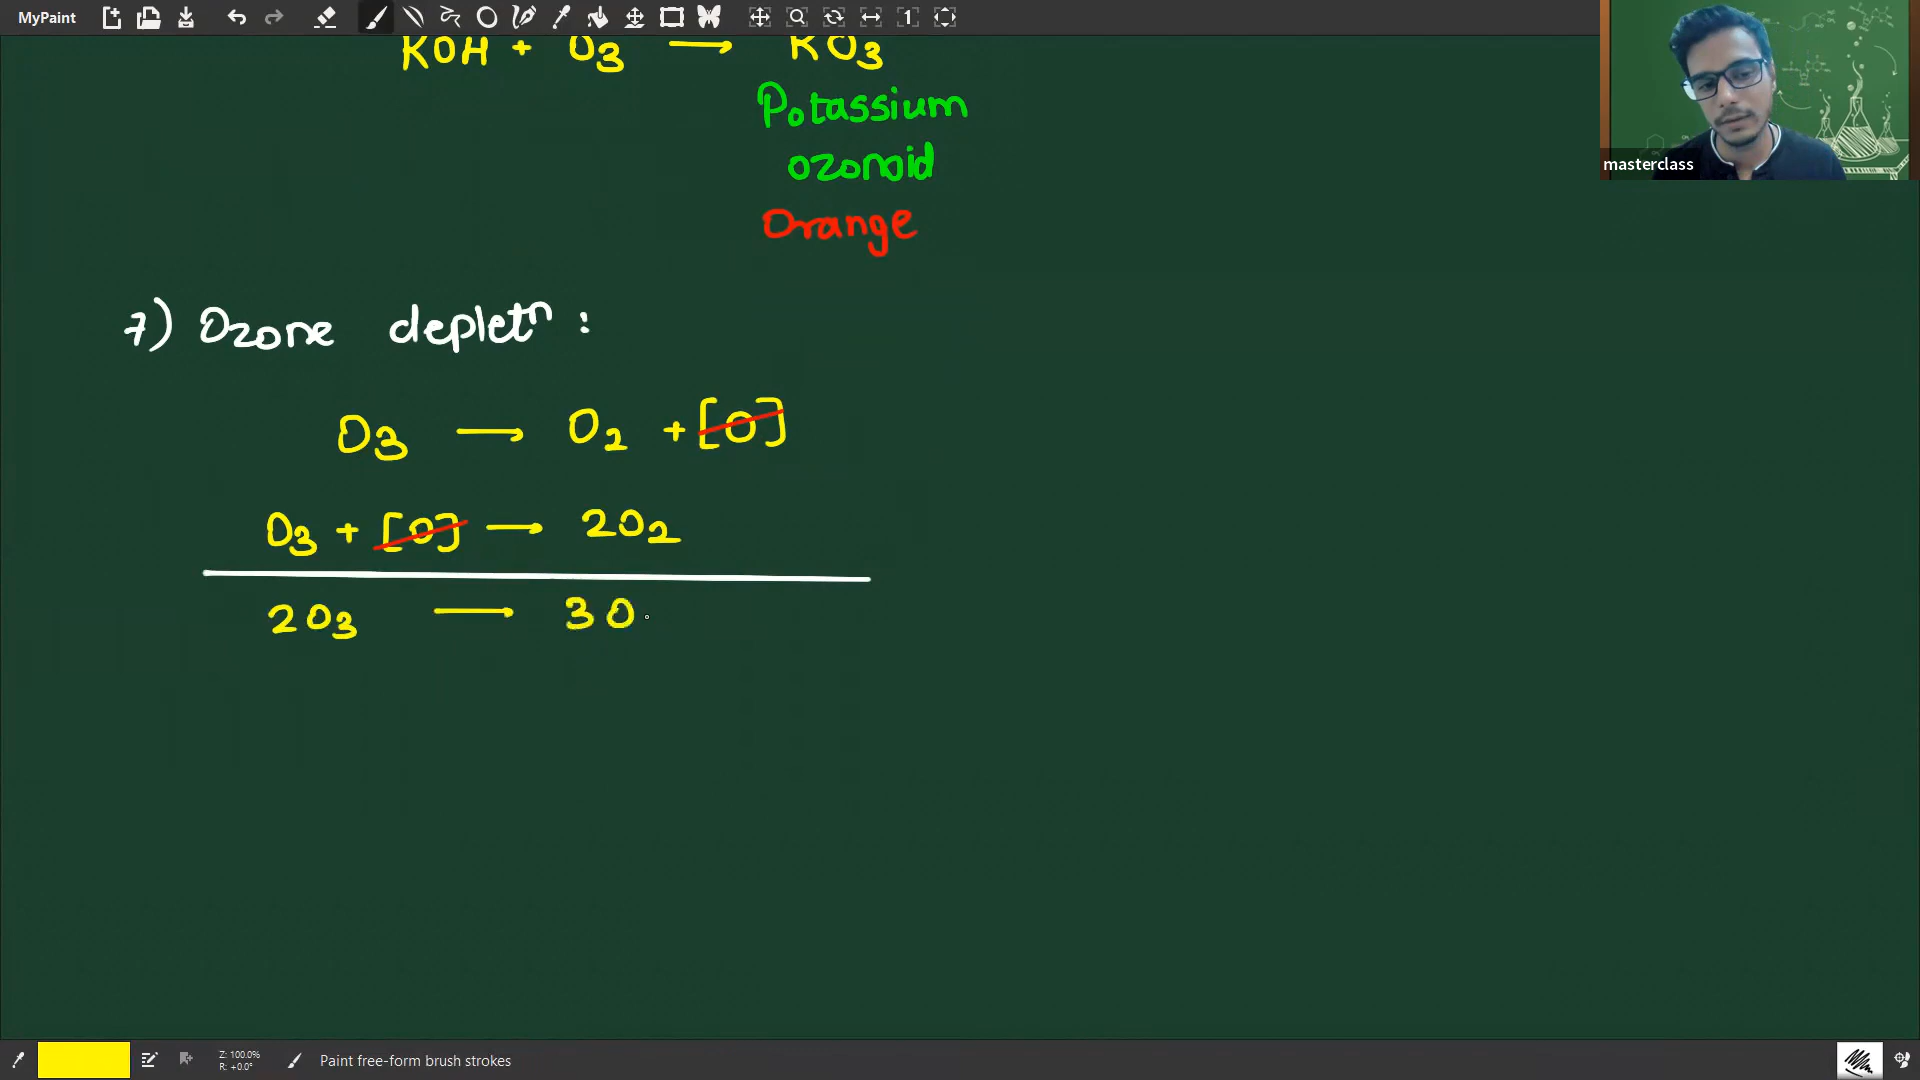 MyPaint
KOH + O3 ⟶ KO3
Potassium
ozonoid
Orange
masterclass
7) Ozone depletⁿ :
O3 ⟶ O2 + [O]
O3 + [O] ⟶ 2O2
2O3 ⟶ 3O
Z: 100.0%
R: +0.0°
Paint free-form brush strokes